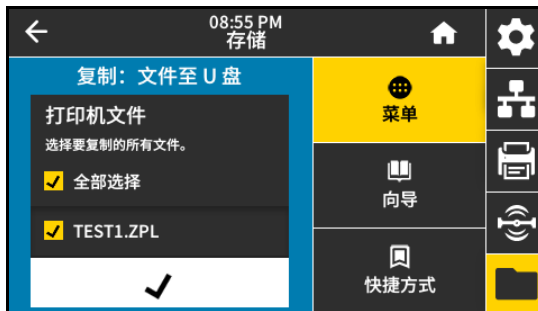 08:55 PM
存储
复制：文件至 U 盘
打印机文件
选择要复制的所有文件。
全部选择
TEST1.ZPL
菜单
向导
快捷方式